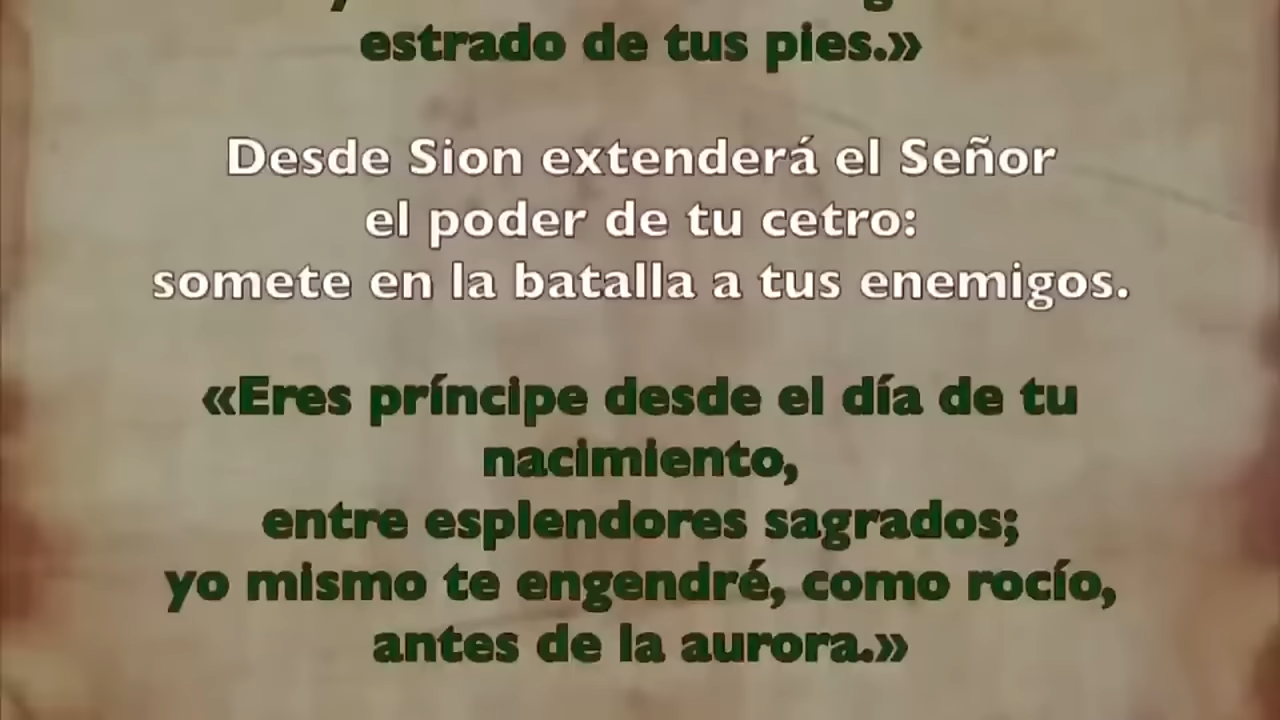 estrado de tus pies.»
Desde Sion extenderá el Señor
el poder de tu cetro:
somete en la batalla a tus enemigos.
«Eres príncipe desde el día de tu
nacimiento,
entre esplendores sagrados;
yo mismo te engendré, como rocío,
antes de la aurora.»